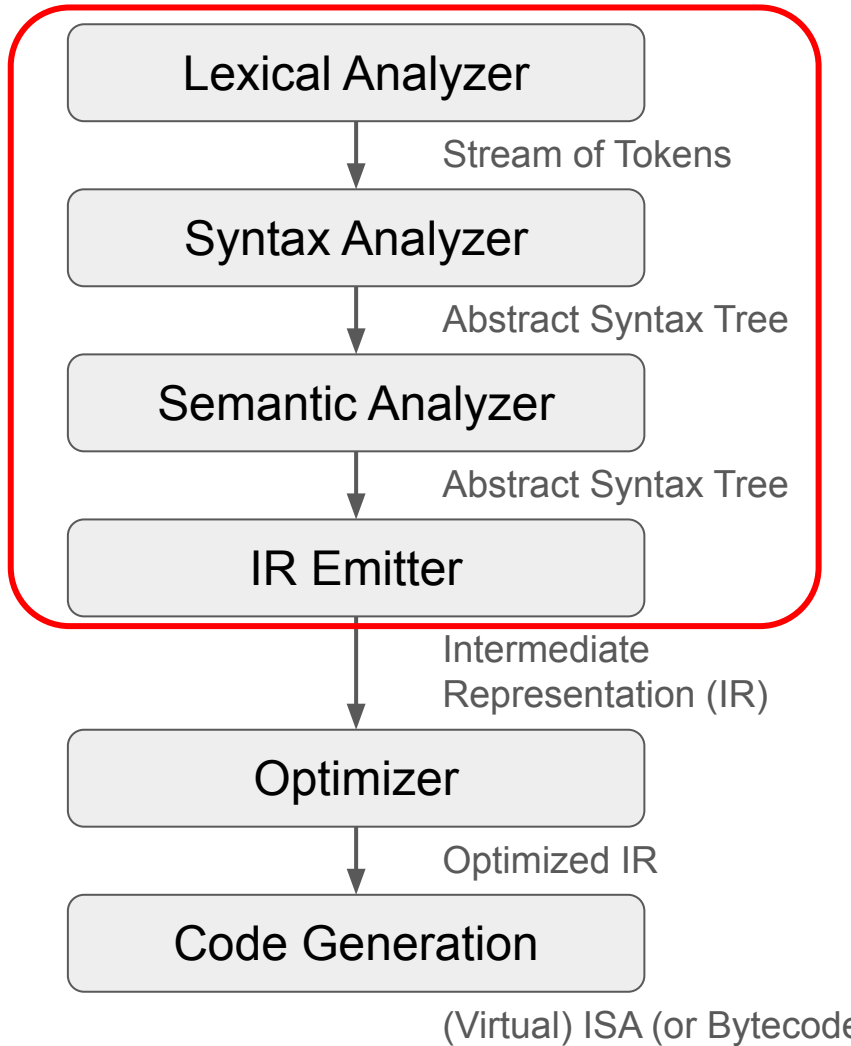 Lexical Analyzer
Stream of Tokens
Syntax Analyzer
Abstract Syntax Tree
Semantic Analyzer
Abstract Syntax Tree
IR Emitter
Intermediate
Representation (IR)
Optimizer
Optimized IR
Code Generation
(Virtual) ISA (or Bytecode